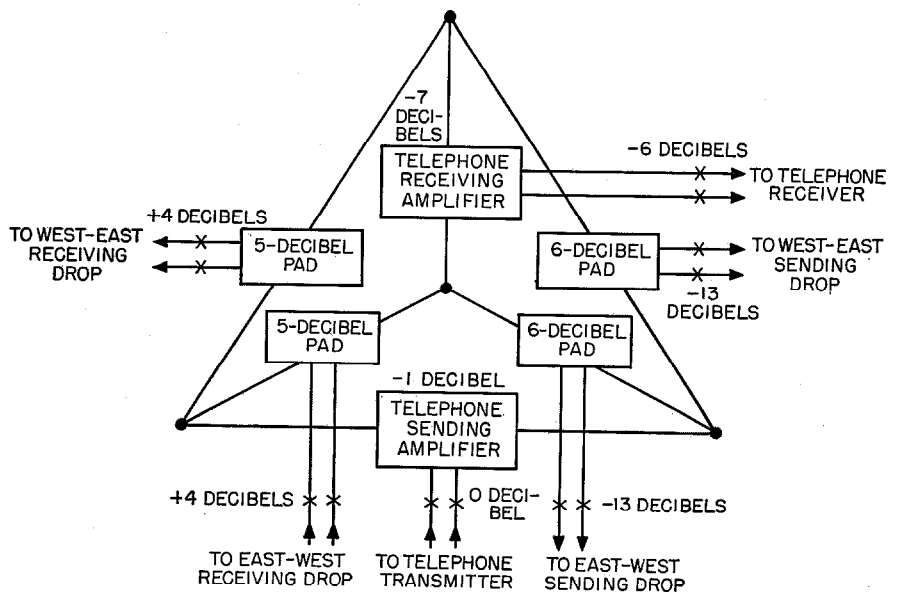 -7
DECI-
BELS
TELEPHONE
RECEIVING
AMPLIFIER
-6 DECIBELS
TO TELEPHONE
RECEIVER
+4 DECIBELS
TO WEST-EAST
RECEIVING
DROP
5-DECIBEL
PAD
6-DECIBEL
PAD
TO WEST-EAST
SENDING
DROP
-13
DECIBELS
5-DECIBEL
PAD
6-DECIBEL
PAD
-1 DECIBEL
TELEPHONE
SENDING
AMPLIFIER
+4 DECIBELS
0 DECI-
BEL
-13 DECIBELS
TO EAST-WEST
RECEIVING DROP
TO TELEPHONE
TRANSMITTER
TO EAST-WEST
SENDING DROP